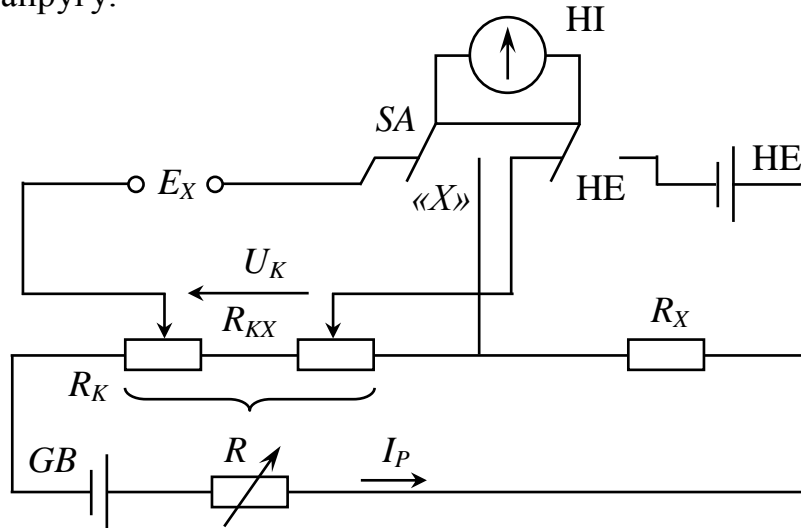 апругу.
HI
SA
E_X
«X»
HE
HE
U_K
R_KX
R_X
R_K
GB
R
I_P